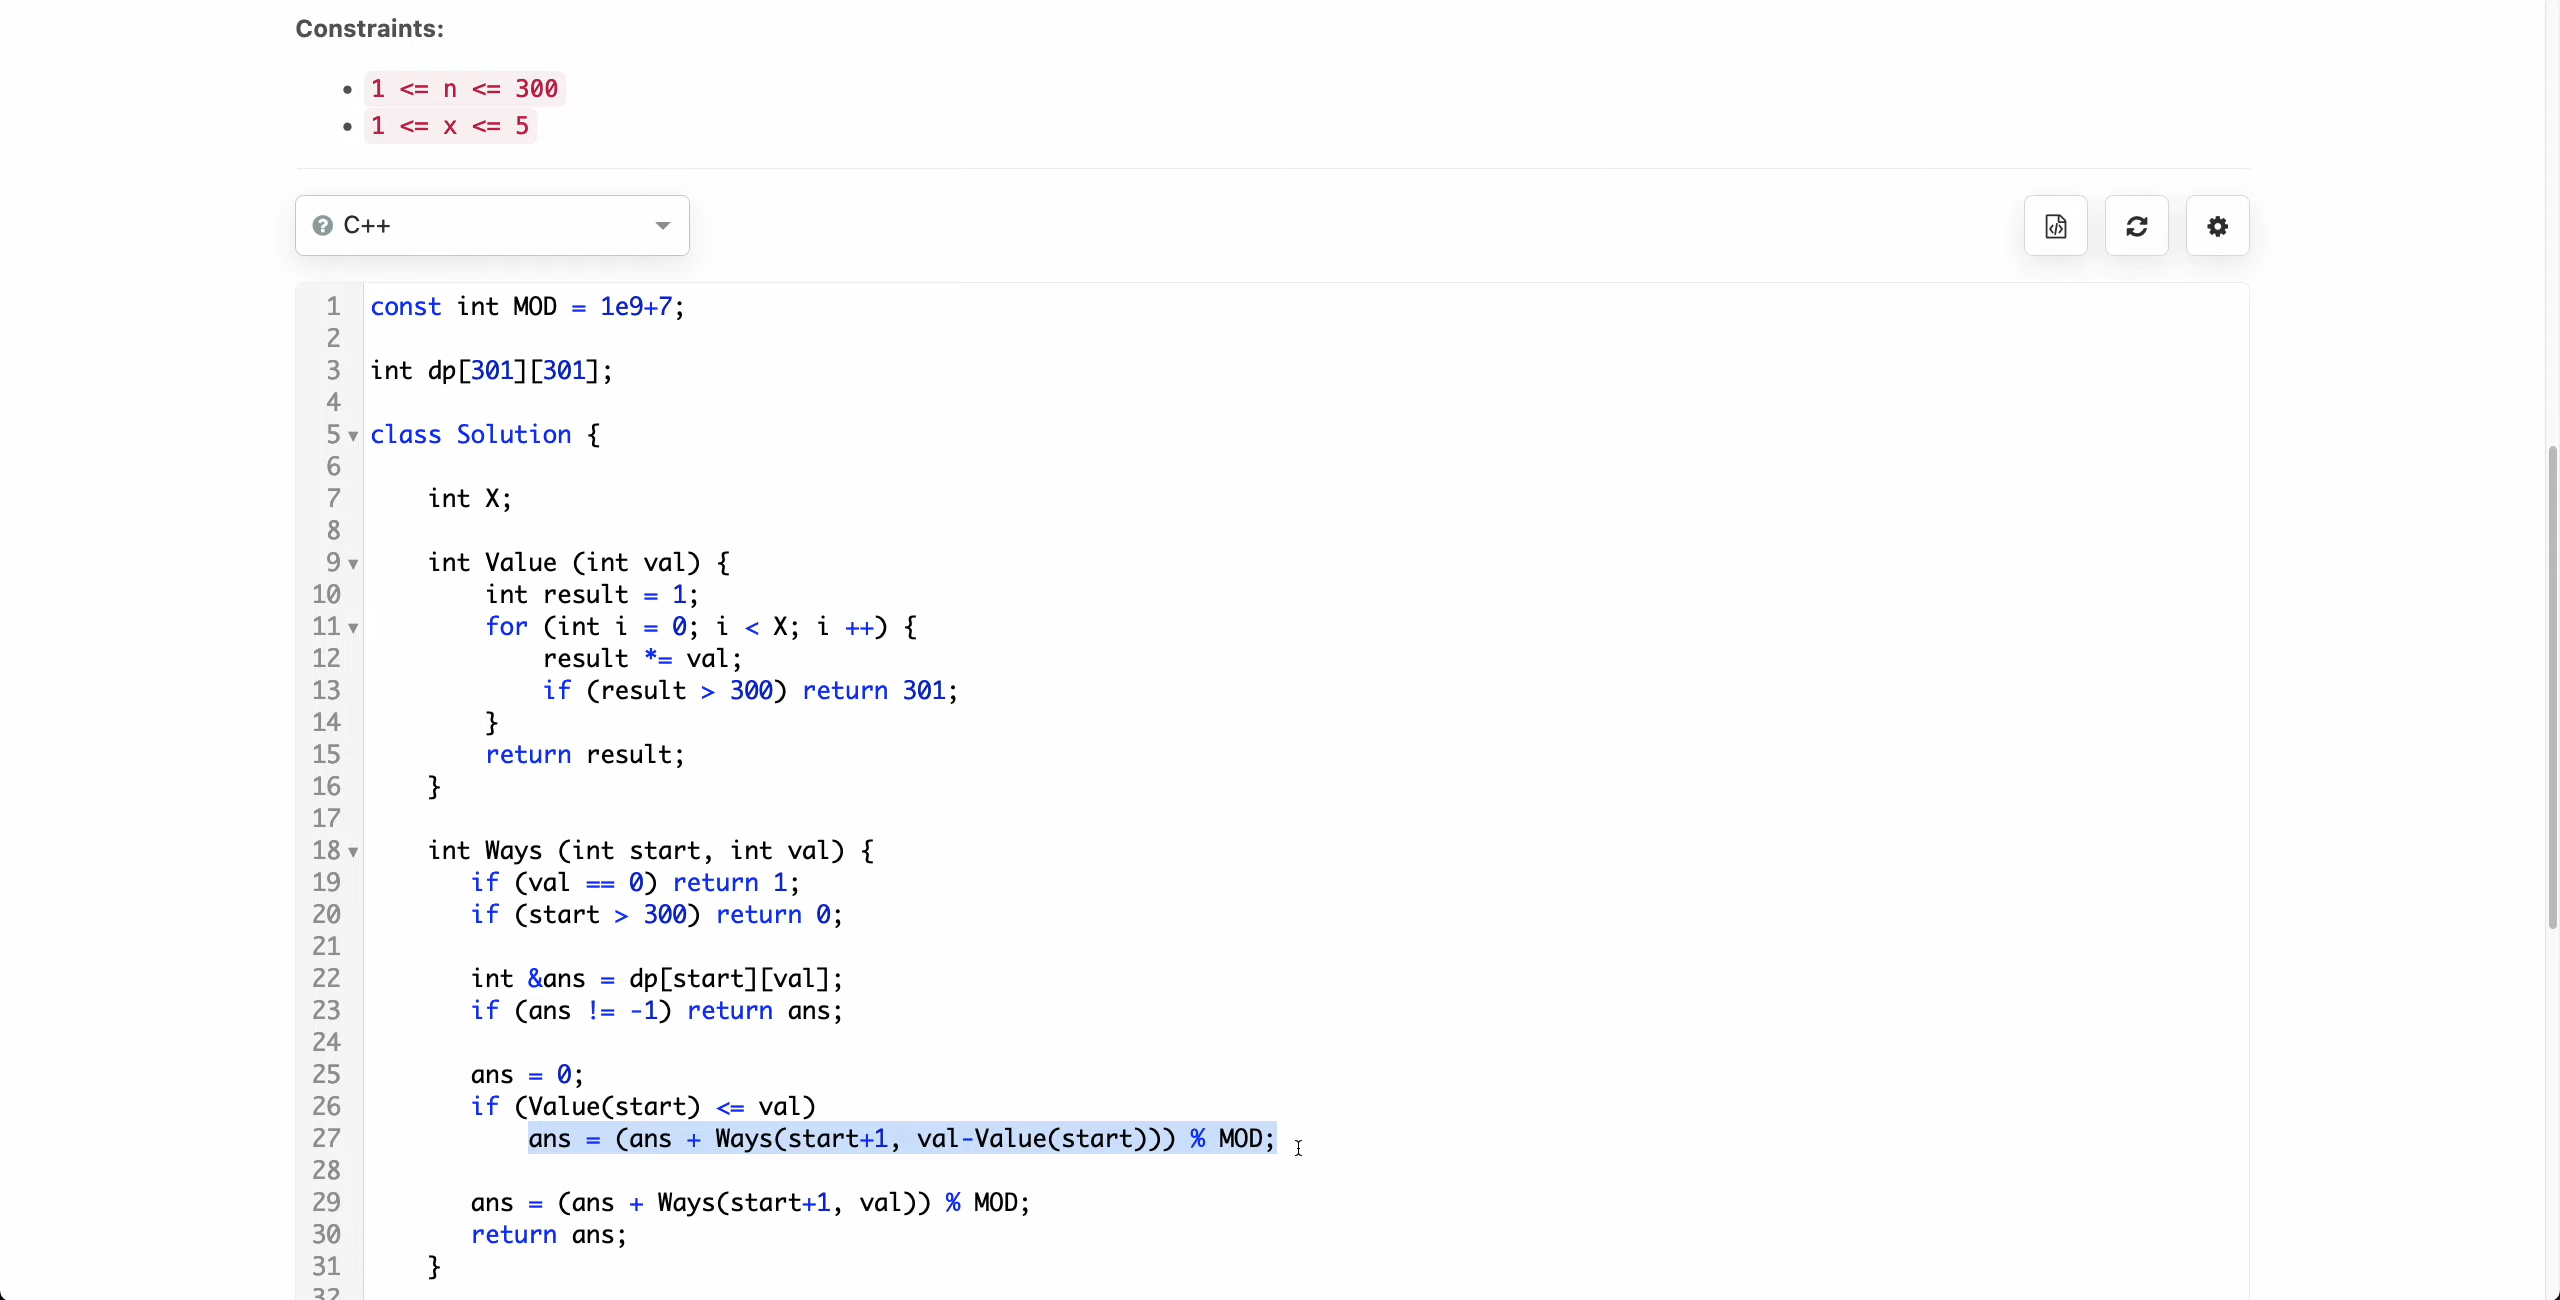 Constraints:
• 1 <= n <= 300
• 1 <= x <= 5
C++
1 const int MOD = 1e9+7;
2
3 int dp[301][301];
4
5 class Solution {
6
7     int X;
8
9     int Value (int val) {
10         int result = 1;
11         for (int i = 0; i < X; i ++) {
12             result *= val;
13             if (result > 300) return 301;
14         }
15         return result;
16     }
17
18     int Ways (int start, int val) {
19        if (val == 0) return 1;
20        if (start > 300) return 0;
21
22        int &ans = dp[start][val];
23        if (ans != -1) return ans;
24
25        ans = 0;
26        if (Value(start) <= val)
27            ans = (ans + Ways(start+1, val-Value(start))) % MOD;
28
29        ans = (ans + Ways(start+1, val)) % MOD;
30        return ans;
31     }
32